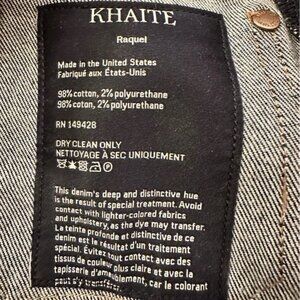 KHAITE
Raquel
Made in the United States
Fabriqué aux États-Unis
98% cotton, 2% polyurethane
98% coton, 2% polyurethane
RN 149428
DRY CLEAN ONLY
NETTOYAGE À SEC UNIQUEMENT
This denim's deep and distinctive hue
is the result of special treatment. Avoid
contact with lighter-colored fabrics
and upholstery, as the dye may transfer.
La teinte profonde et distinctive de ce
denim est le résultat d'un traitement
spécial. Évitez tout contact avec des
tissus de couleur plus claire et avec la
tapisserie d'ameublement, car le colorant
peut s'y transférer.